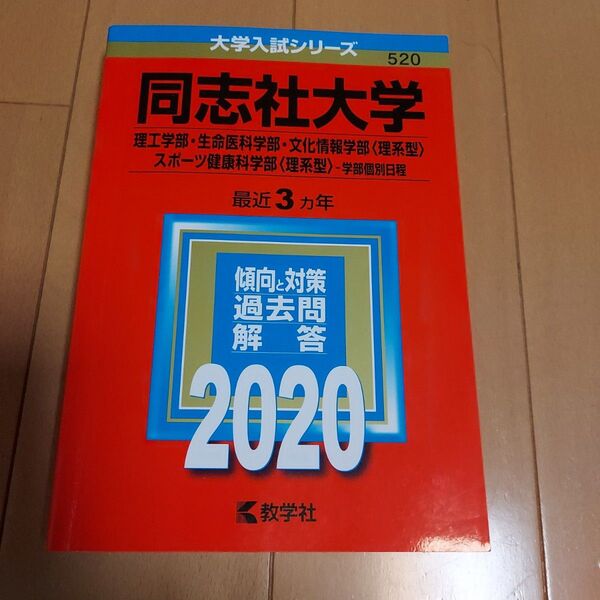 大学入試シリーズ
520
同志社大学
理工学部・生命医科学部・文化情報学部〈理系型〉
スポーツ健康科学部〈理系型〉-学部個別日程
最近3カ年
傾向と対策
過去問
解答
2020
教学社